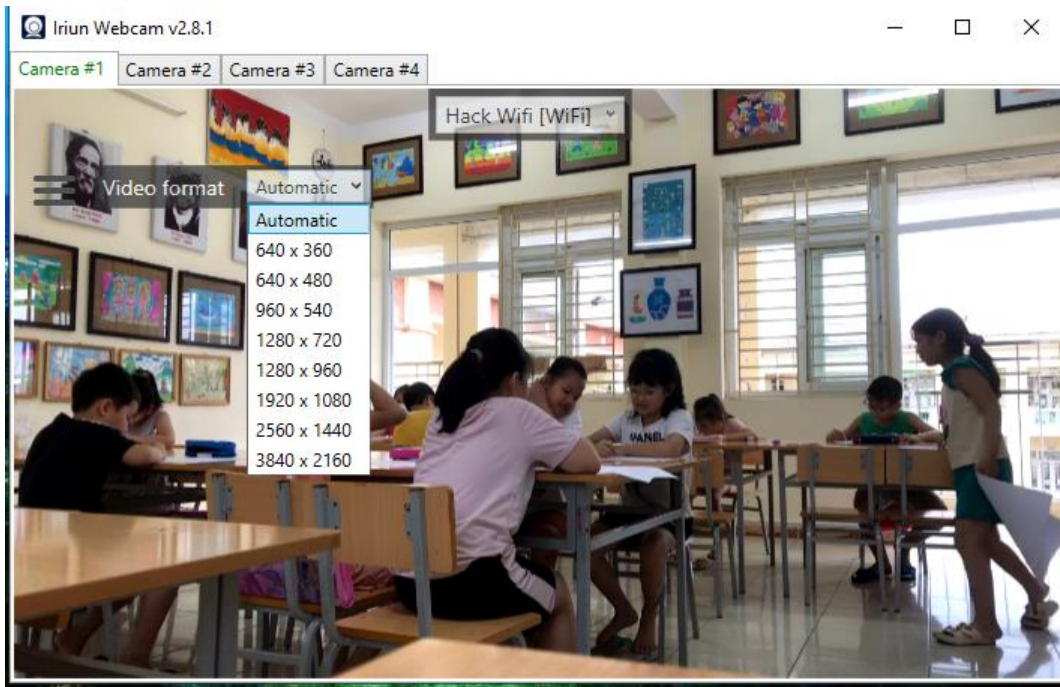 Iriun Webcam v2.8.1
Camera #1 Camera #2 Camera #3 Camera #4
Hack Wifi [WiFi]
Video format Automatic
Automatic
640 x 360
640 x 480
960 x 540
1280 x 720
1280 x 960
1920 x 1080
2560 x 1440
3840 x 2160